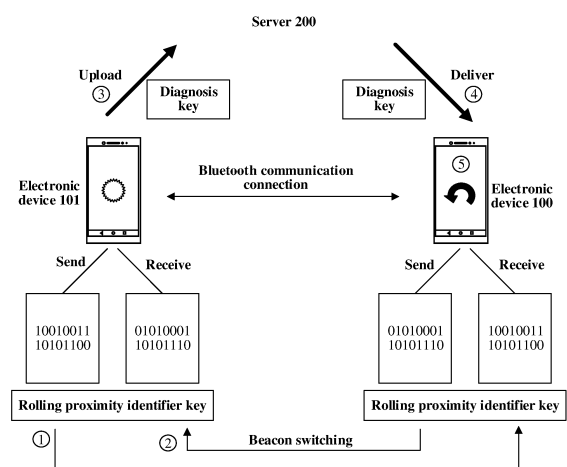 Server 200
Upload
③
Diagnosis
key
Diagnosis
key
Deliver
④
Electronic
device 101
Bluetooth communication
connection
⑤
Electronic
device 100
Send
Receive
Send
Receive
10010011
10101100
01010001
10101110
01010001
10101110
10010011
10101100
Rolling proximity identifier key
Rolling proximity identifier key
①
②
Beacon switching